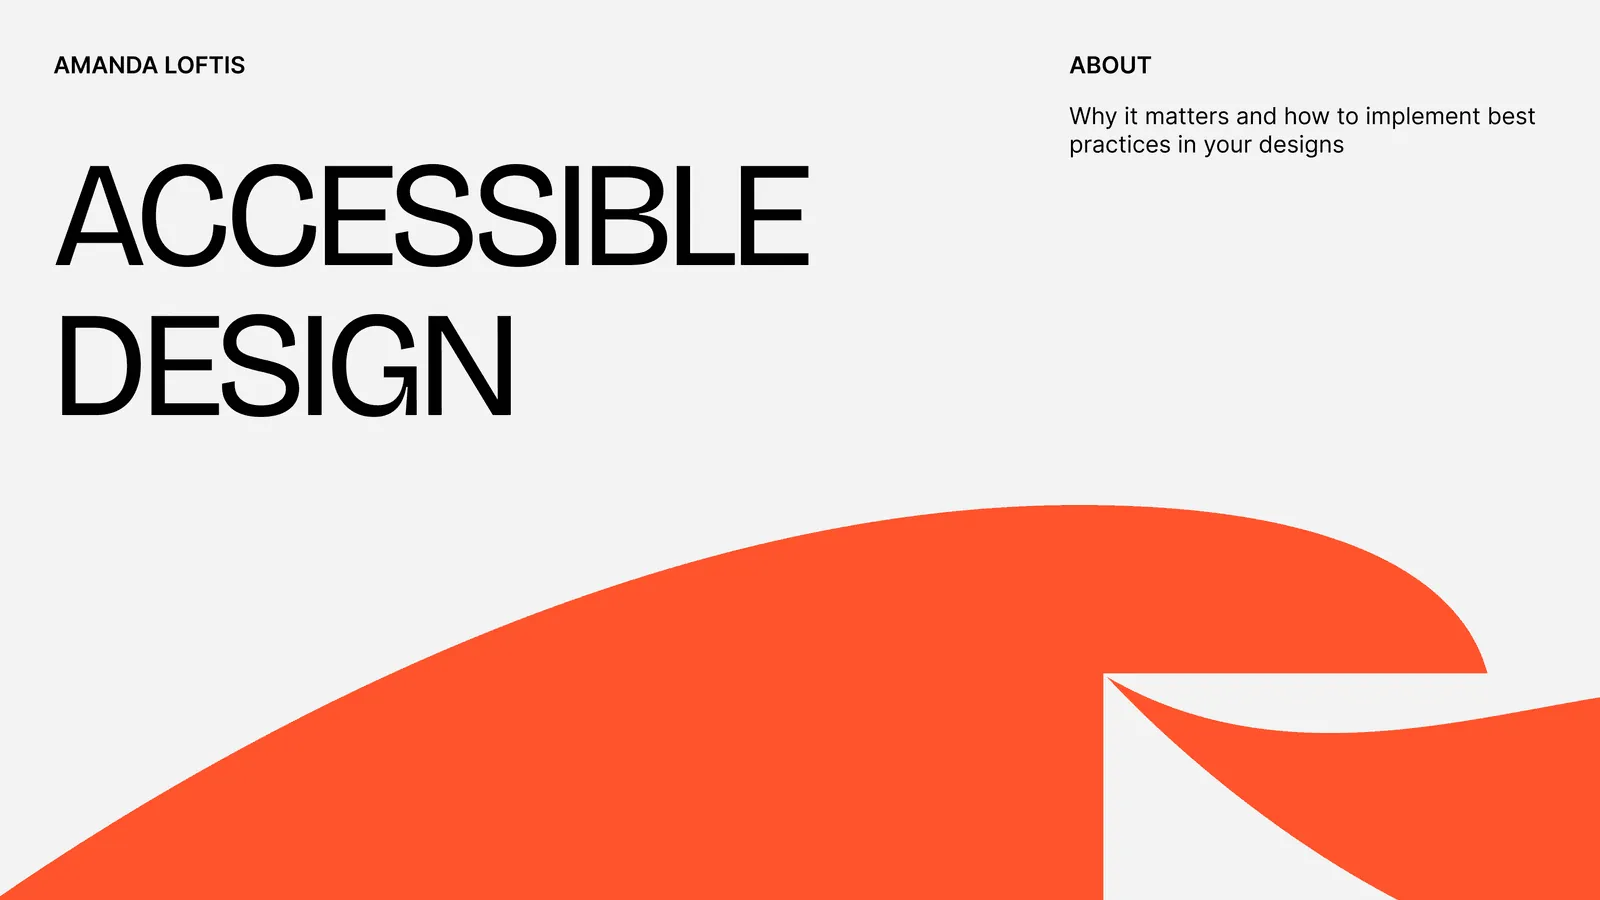 AMANDA LOFTIS
ACCESSIBLE
DESIGN
ABOUT
Why it matters and how to implement best
practices in your designs